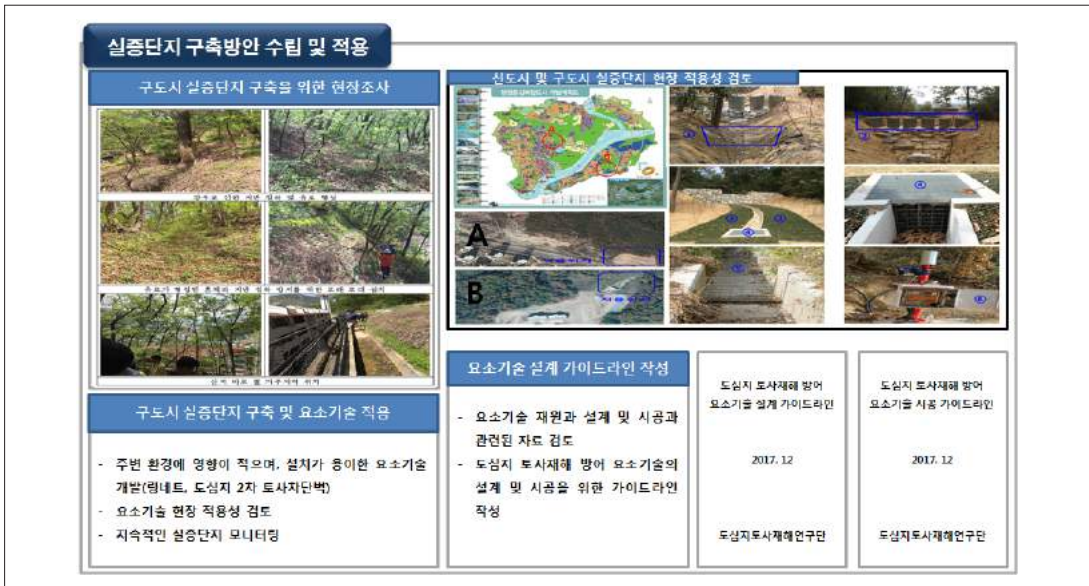 실증단지 구축방안 수립 및 적용
구도시 실증단지 구축을 위한 현장조사
신도시 및 구도시 실증단지 현장 적용성 검토
A
B
구도시 실증단지 구축 및 요소기술 적용
- 주변 환경에 영향이 적으며, 설치가 용이한 요소기술
개발(링네트, 도심지 2차 토사차단벽)
- 요소기술 현장 적용성 검토
- 지속적인 실증단지 모니터링
요소기술 설계 가이드라인 작성
- 요소기술 재원과 설계 및 시공과
관련된 자료 검토
- 도심지 토사재해 방어 요소기술의
설계 및 시공을 위한 가이드라인
작성
도심지 토사재해 방어
요소기술 설계 가이드라인
2017. 12
도심지토사재해연구단
도심지 토사재해 방어
요소기술 시공 가이드라인
2017. 12
도심지토사재해연구단